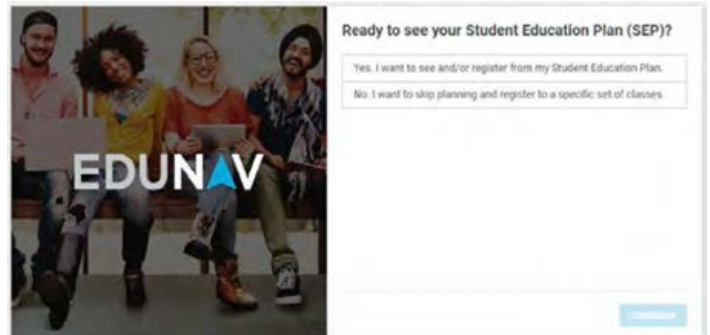 Ready to see your Student Education Plan (SEP)?
Yes. I want to see and/or register from my Student Education Plan.
No. I want to skip planning and register to a specific set of classes.
EDUNAV